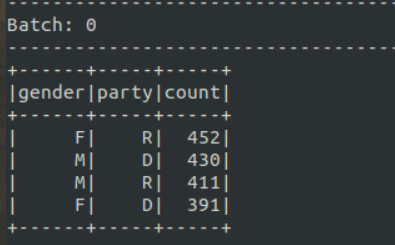 -------------------------------------------
Batch: 0
-------------------------------------------
+------+-----+-----+
|gender|party|count|
+------+-----+-----+
|     F|    R|  452|
|     M|    D|  430|
|     M|    R|  411|
|     F|    D|  391|
+------+-----+-----+